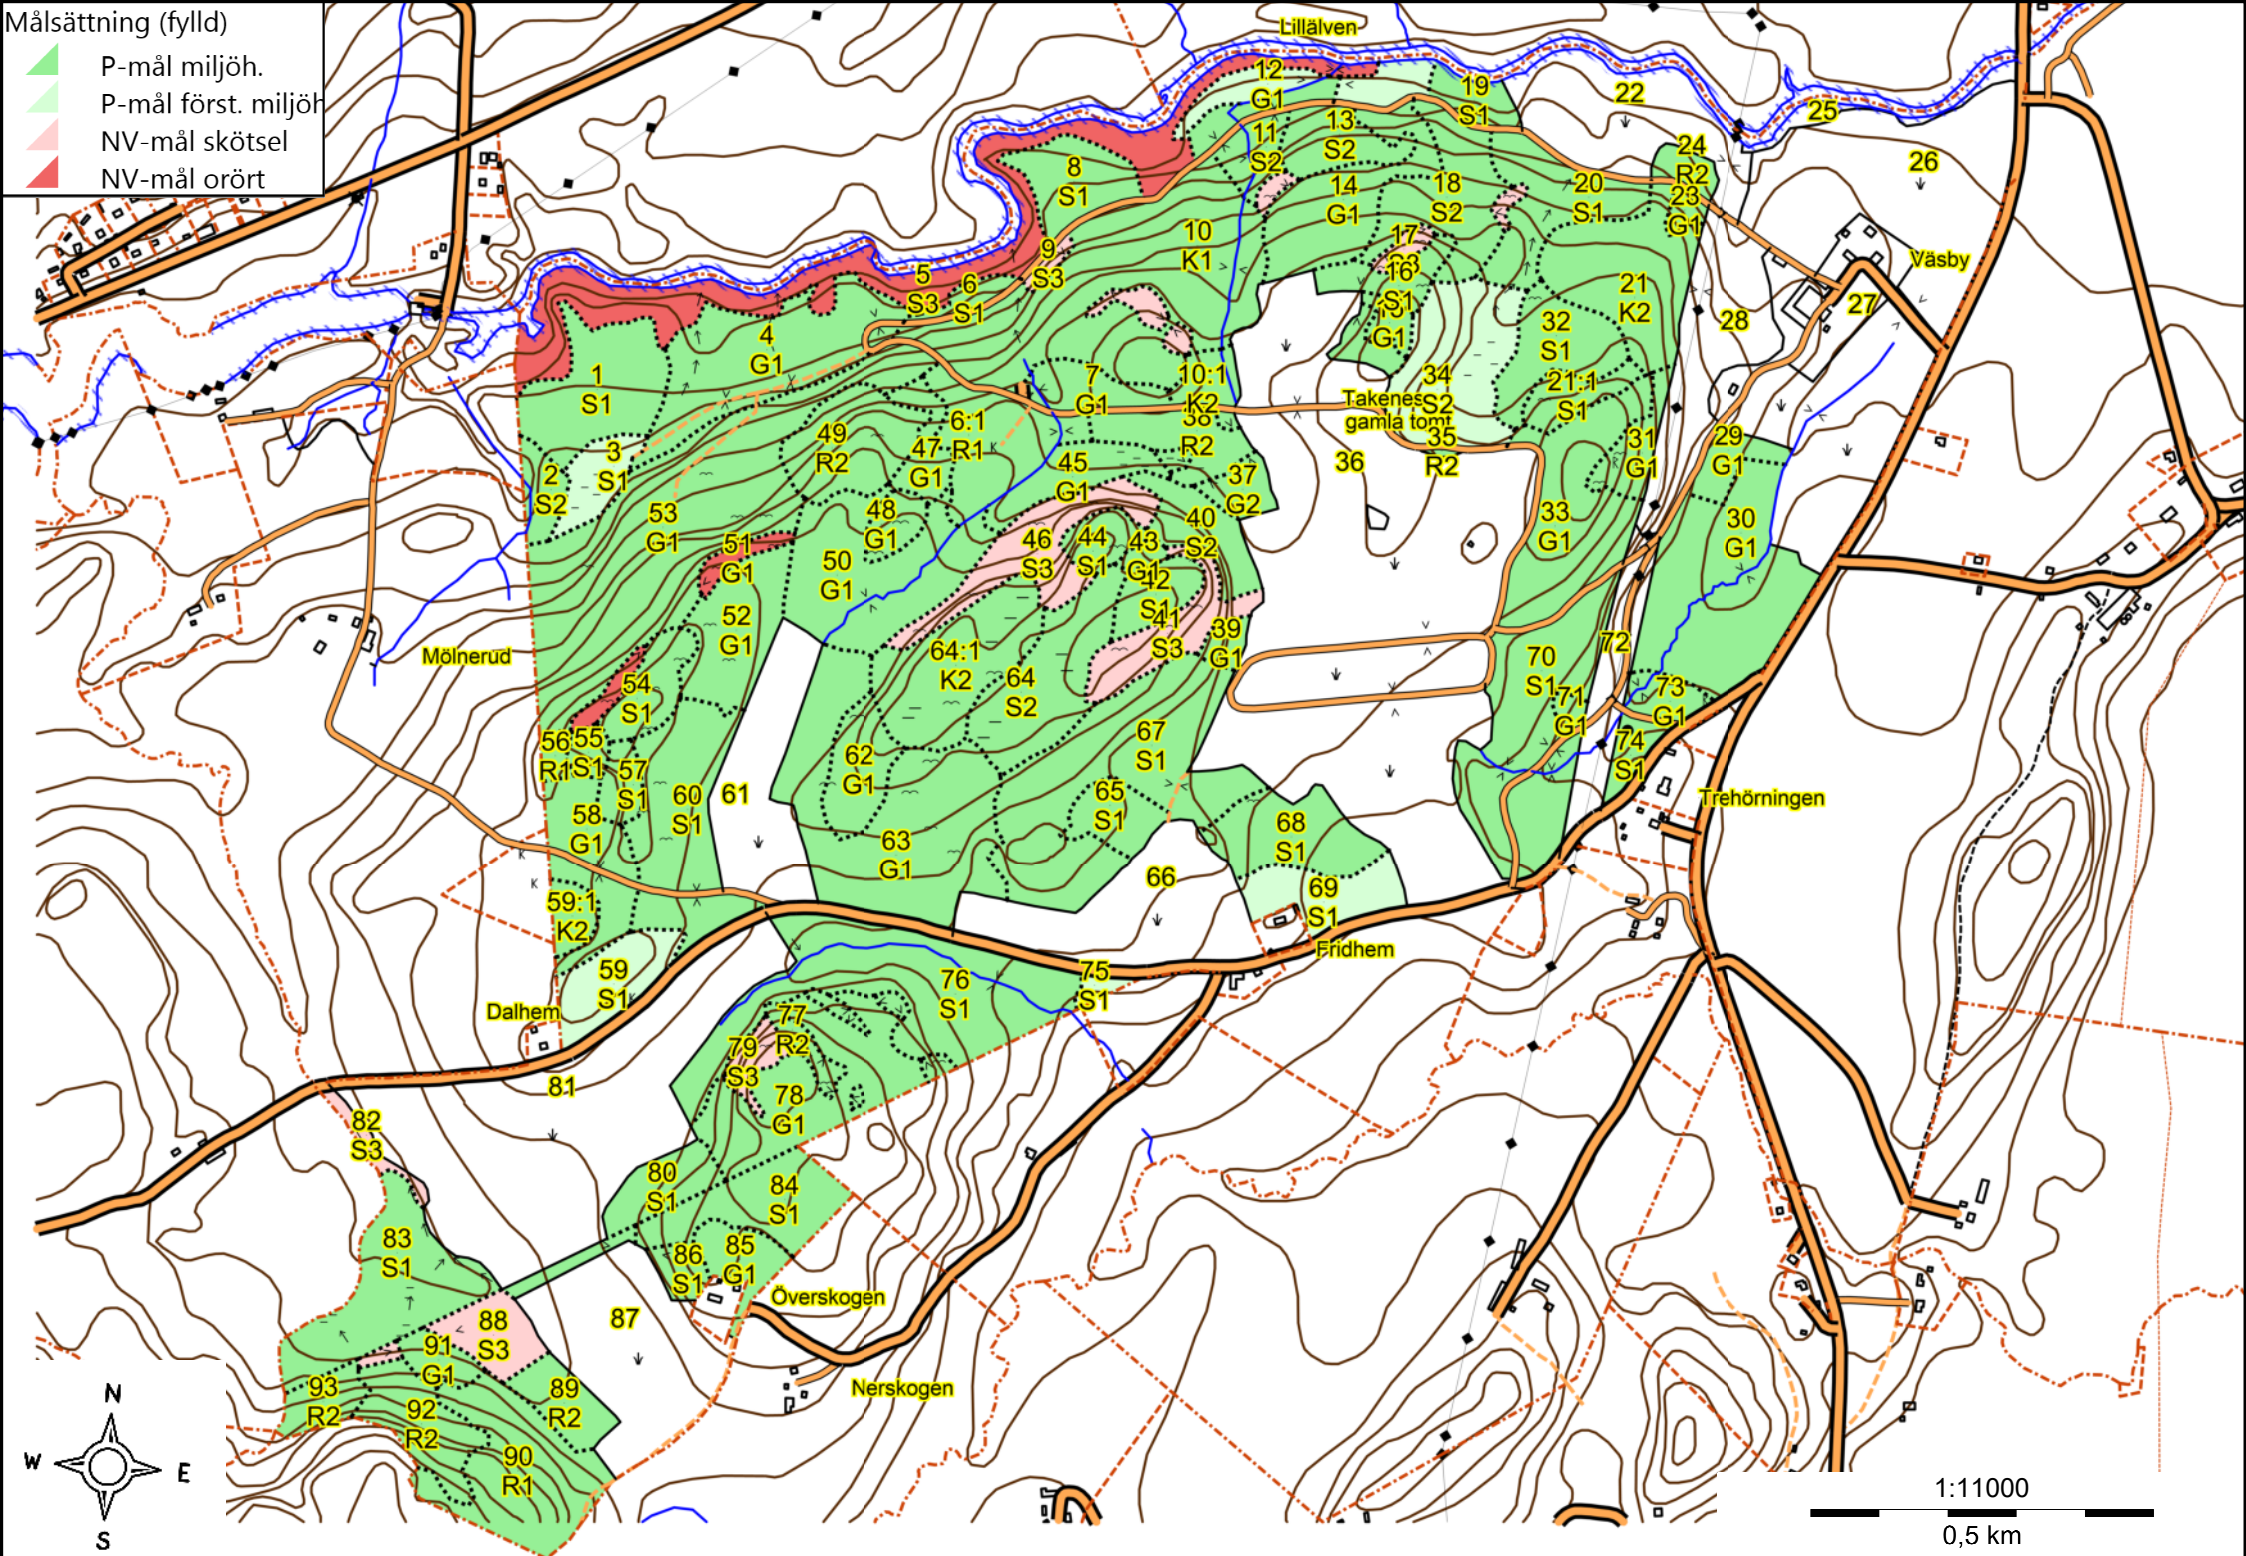 Målsättning (fylld)
P-mål miljöh.
P-mål först. miljöh
NV-mål skötsel
NV-mål orört
Lillälven
12
G1
19
S1
22
25
11
S2
13
S2
24
R2
26
8
S1
14
G1
18
S2
20
S1
23
G1
10
K1
17
9
S3
16
S1
G1
Väsby
5
S3
6
S1
21
K2
27
28
4
G1
32
S1
1
S1
7
G1
10:1
K2
34
S2
21:1
S1
Takenes
gamla tomt
38
R2
6:1
R1
49
R2
47
G1
35
R2
31
G1
29
G1
3
S1
2
S2
45
G1
37
G2
36
53
G1
48
G1
40
S2
33
G1
30
G1
51
G1
46
S3
44
S1
43
G1
50
G1
42
S1
52
G1
41
S3
39
G1
Mölnerud
64:1
K2
64
S2
70
S1
72
54
S1
71
G1
73
G1
56
R1
55
S1
62
G1
67
S1
74
S1
57
S1
60
S1
61
65
S1
Trehörningen
58
G1
63
G1
68
S1
66
69
S1
59:1
K2
Fridhem
59
S1
76
S1
75
S1
Dalhem
77
R2
79
S3
81
78
G1
82
S3
80
S1
84
S1
83
S1
86
S1
85
G1
Överskogen
88
S3
87
91
G1
Nerskogen
93
R2
92
R2
89
R2
90
R1
N
W
E
S
1:11000
0,5 km